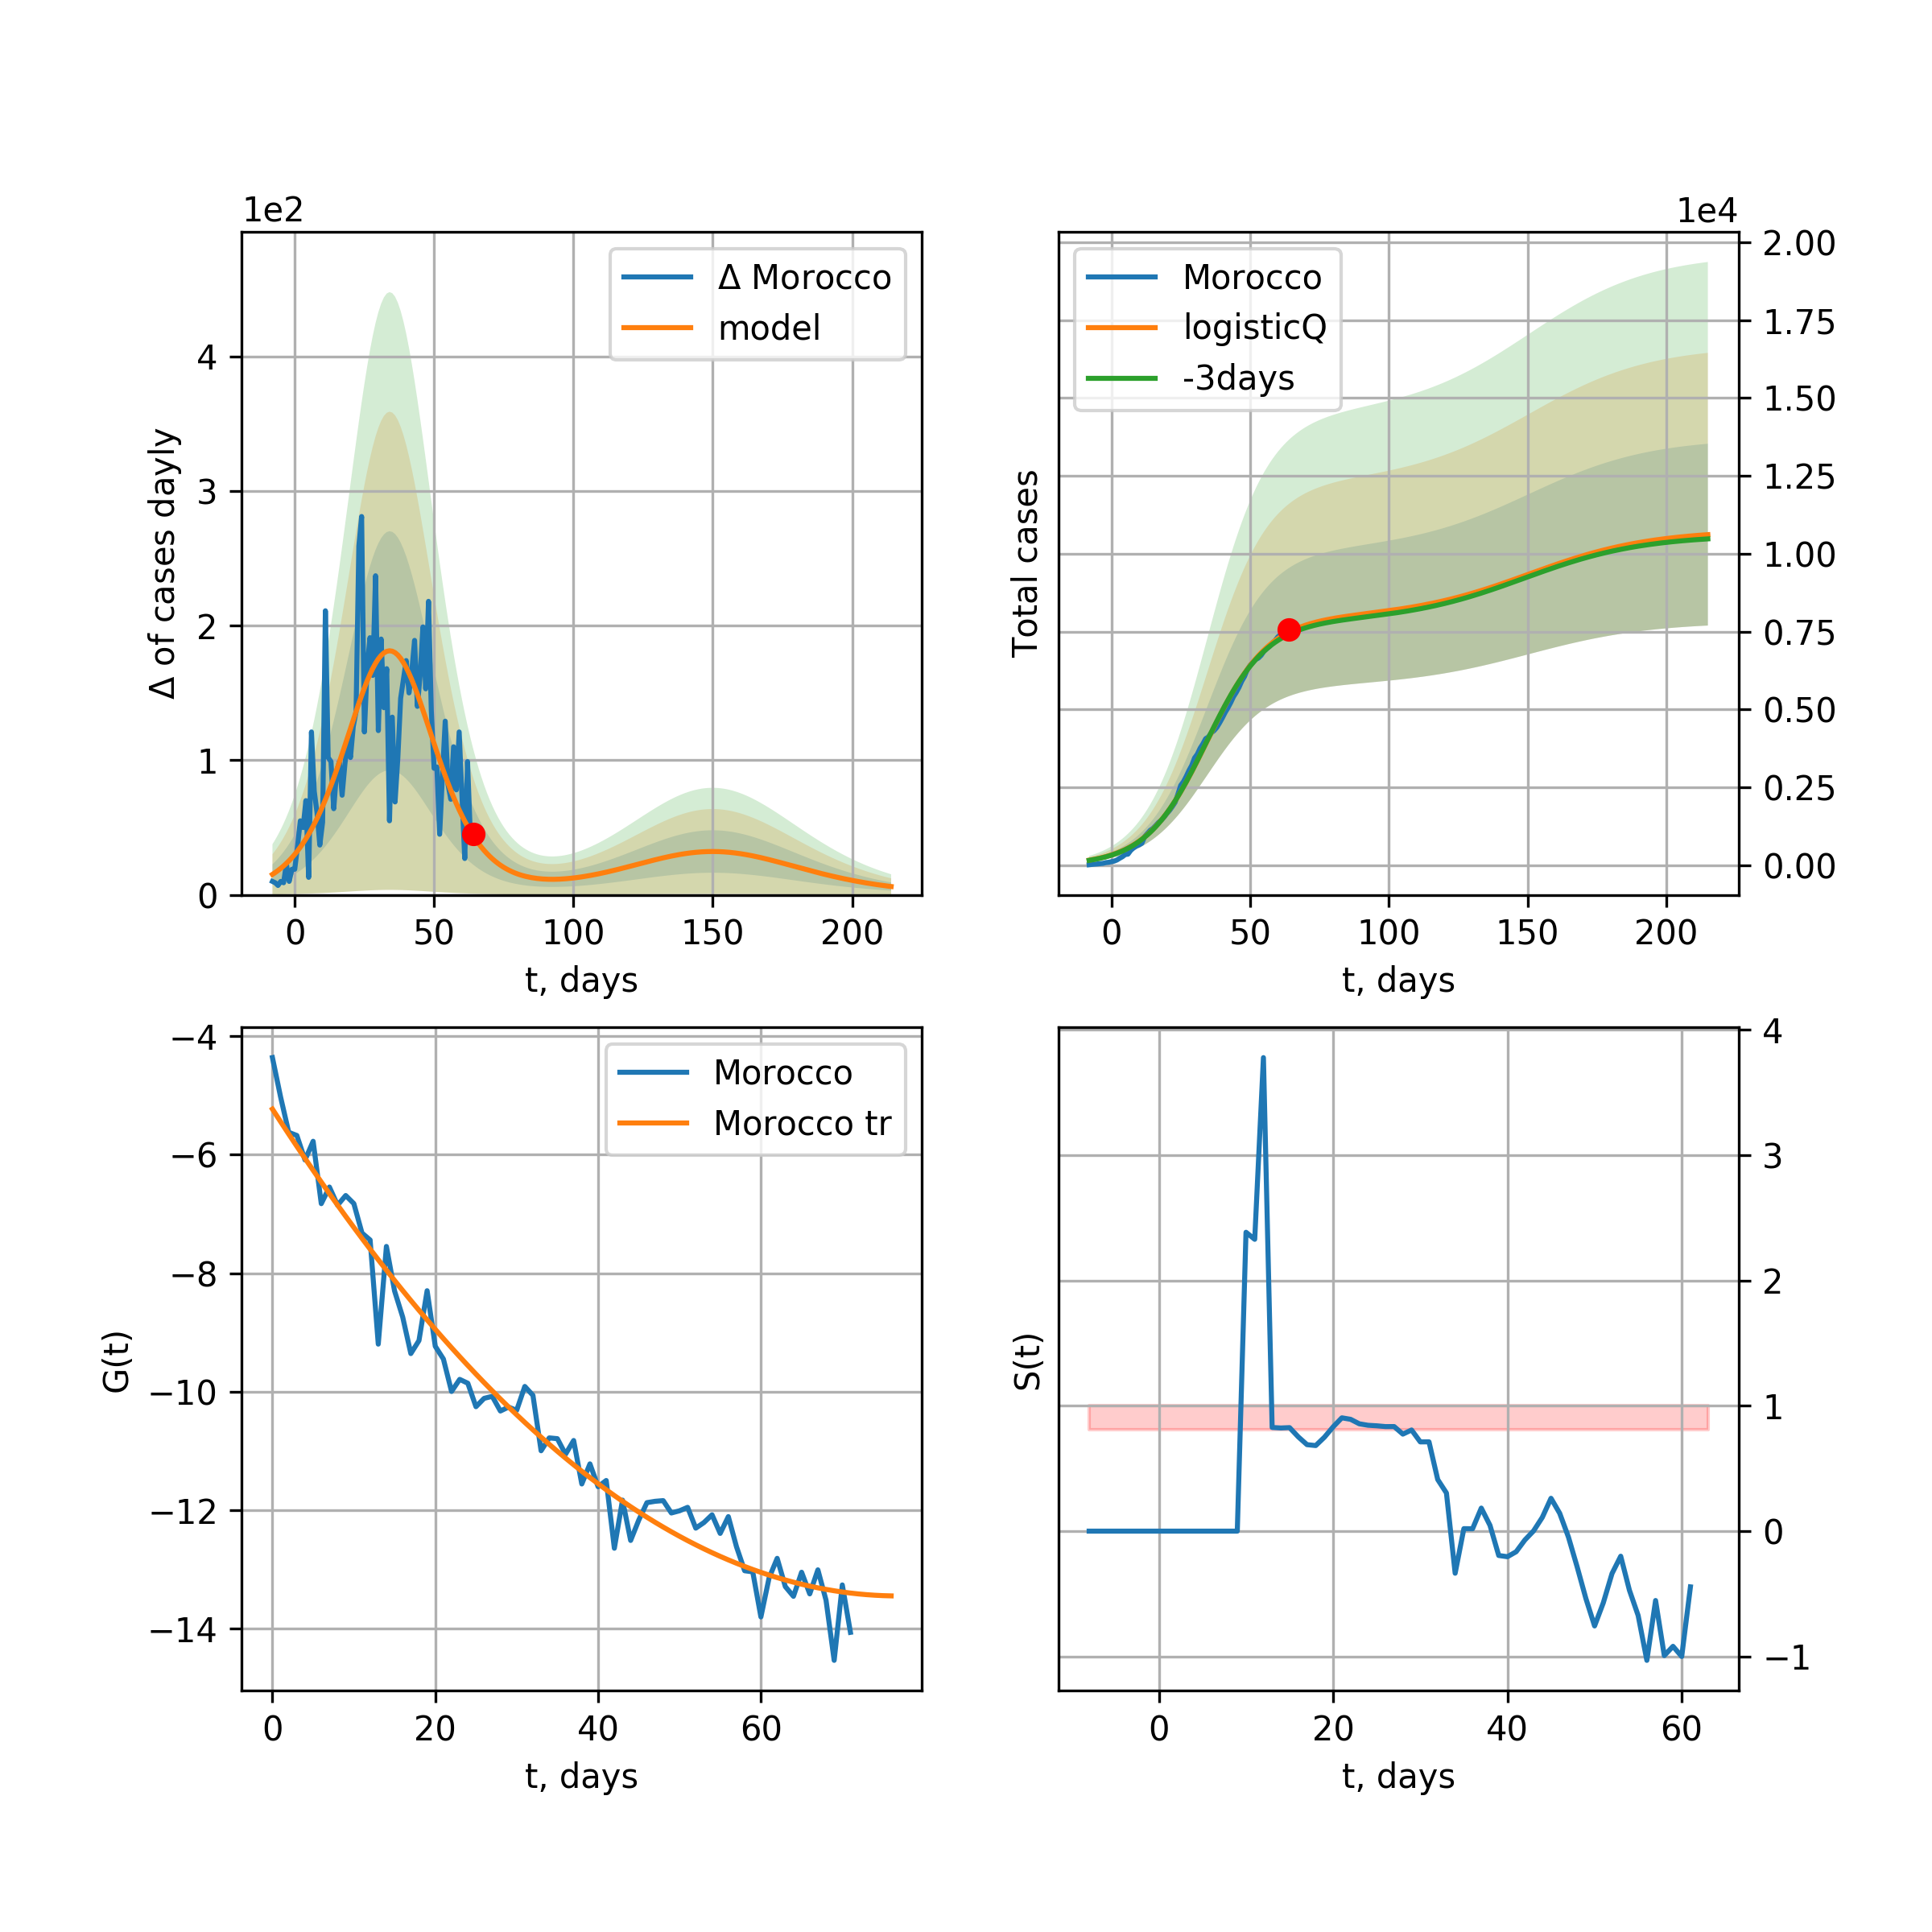 1e2
Δ of cases dayly
4
3
2
1
0
Δ Morocco
model
0 50 100 150 200
t, days
1e4
Total cases
Morocco
logisticQ
-3days
2.00
1.75
1.50
1.25
1.00
0.75
0.50
0.25
0.00
0 50 100 150 200
t, days
G(t)
−4
−6
−8
−10
−12
−14
Morocco
Morocco tr
0 20 40 60
t, days
S(t)
4
3
2
1
0
−1
0 20 40 60
t, days